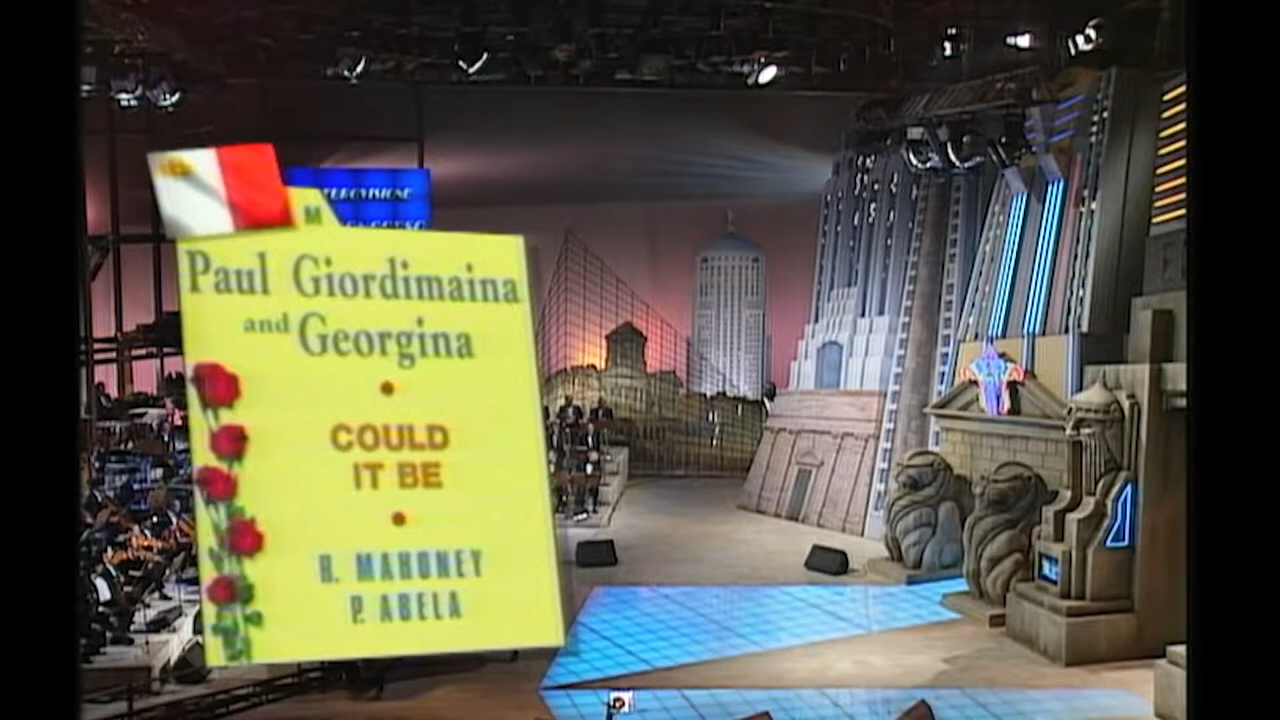 M
Paul Giordimaina
and Georgina
COULD
IT BE
R. MAHONEY
P. ABELA